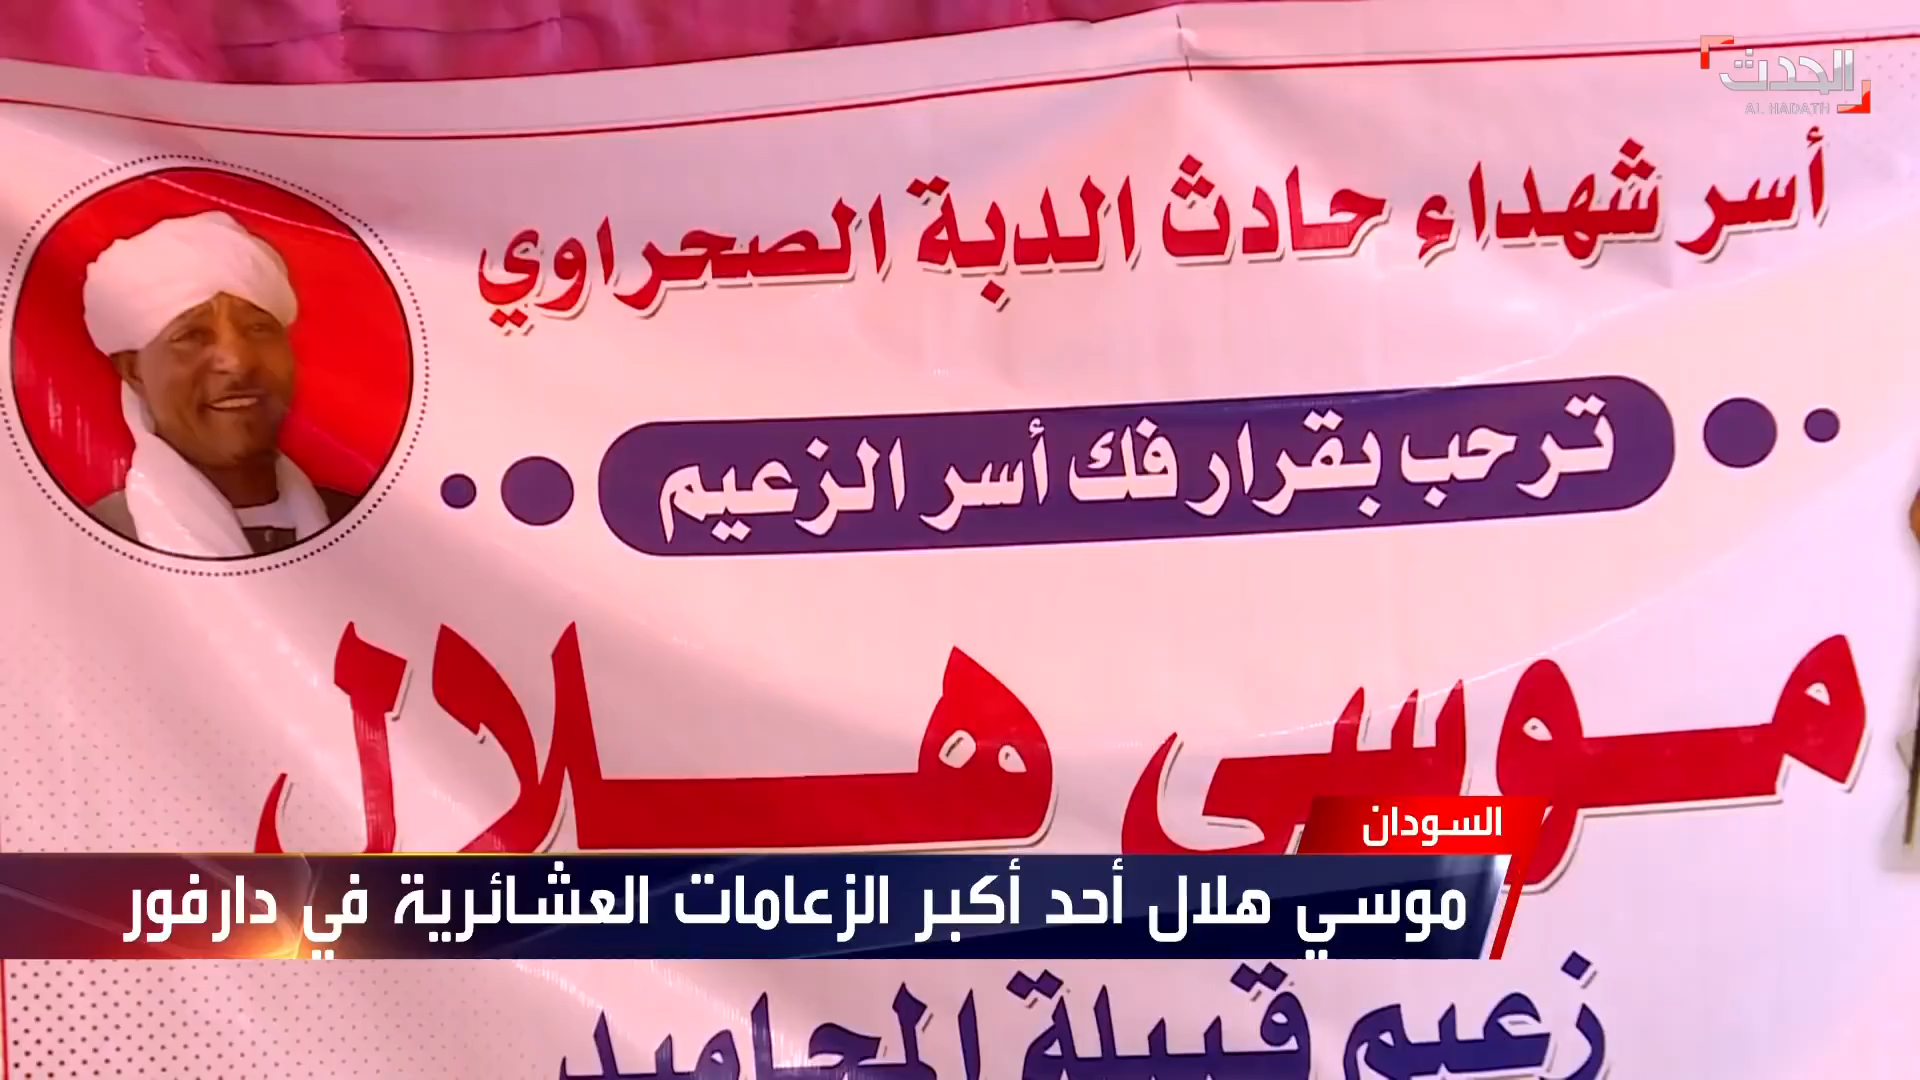 الحدث
AL HADATH
أسر شهداء حادث الدبة الصحراوي
ترحب بقرار فك أسر الزعيم
موسى هلال
السودان
موسي هلال أحد أكبر الزعامات العشائرية في دارفور
زعيم قبيلة المحاميد